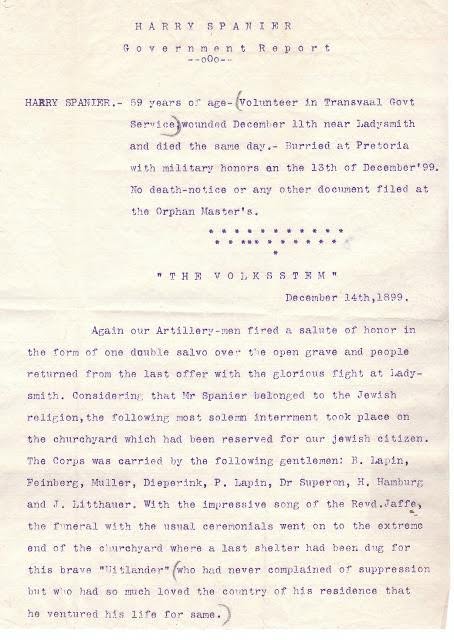 HARRY SPANIER
Government Report
--oOo--
HARRY SPANIER.- 59 years of age-(Volunteer in Transvaal Govt
Service)wounded December 11th near Ladysmith
and died the same day.- Burried at Pretoria
with military honors on the 13th of December'99.
No death-notice or any other document filed at
the Orphan Master's.
* * * * * * * * * * *
* * *** * * * * * * *
*
"THE VOLKSSTEM"
December 14th,1899.
Again our Artillery-men fired a salute of honor in
the form of one double salvo over the open grave and people
returned from the last offer with the glorious fight at Lady-
smith. Considering that Mr Spanier belonged to the Jewish
religion,the following most solemn interrment took place on
the churchyard which had been reserved for our jewish citizen.
The Corps was carried by the following gentlemen: B. Lapin,
Feinberg, Muller, Dieperink, P. Lapin, Dr Superon, H. Hamburg
and J. Litthauer. With the impressive song of the Revd.Jaffe,
the funeral with the usual ceremonials went on to the extreme
end of the churchyard where a last shelter had been dug for
this brave "Uitlander"(who had never complained of suppression
but who had so much loved the country of his residence that
he ventured his life for same.)